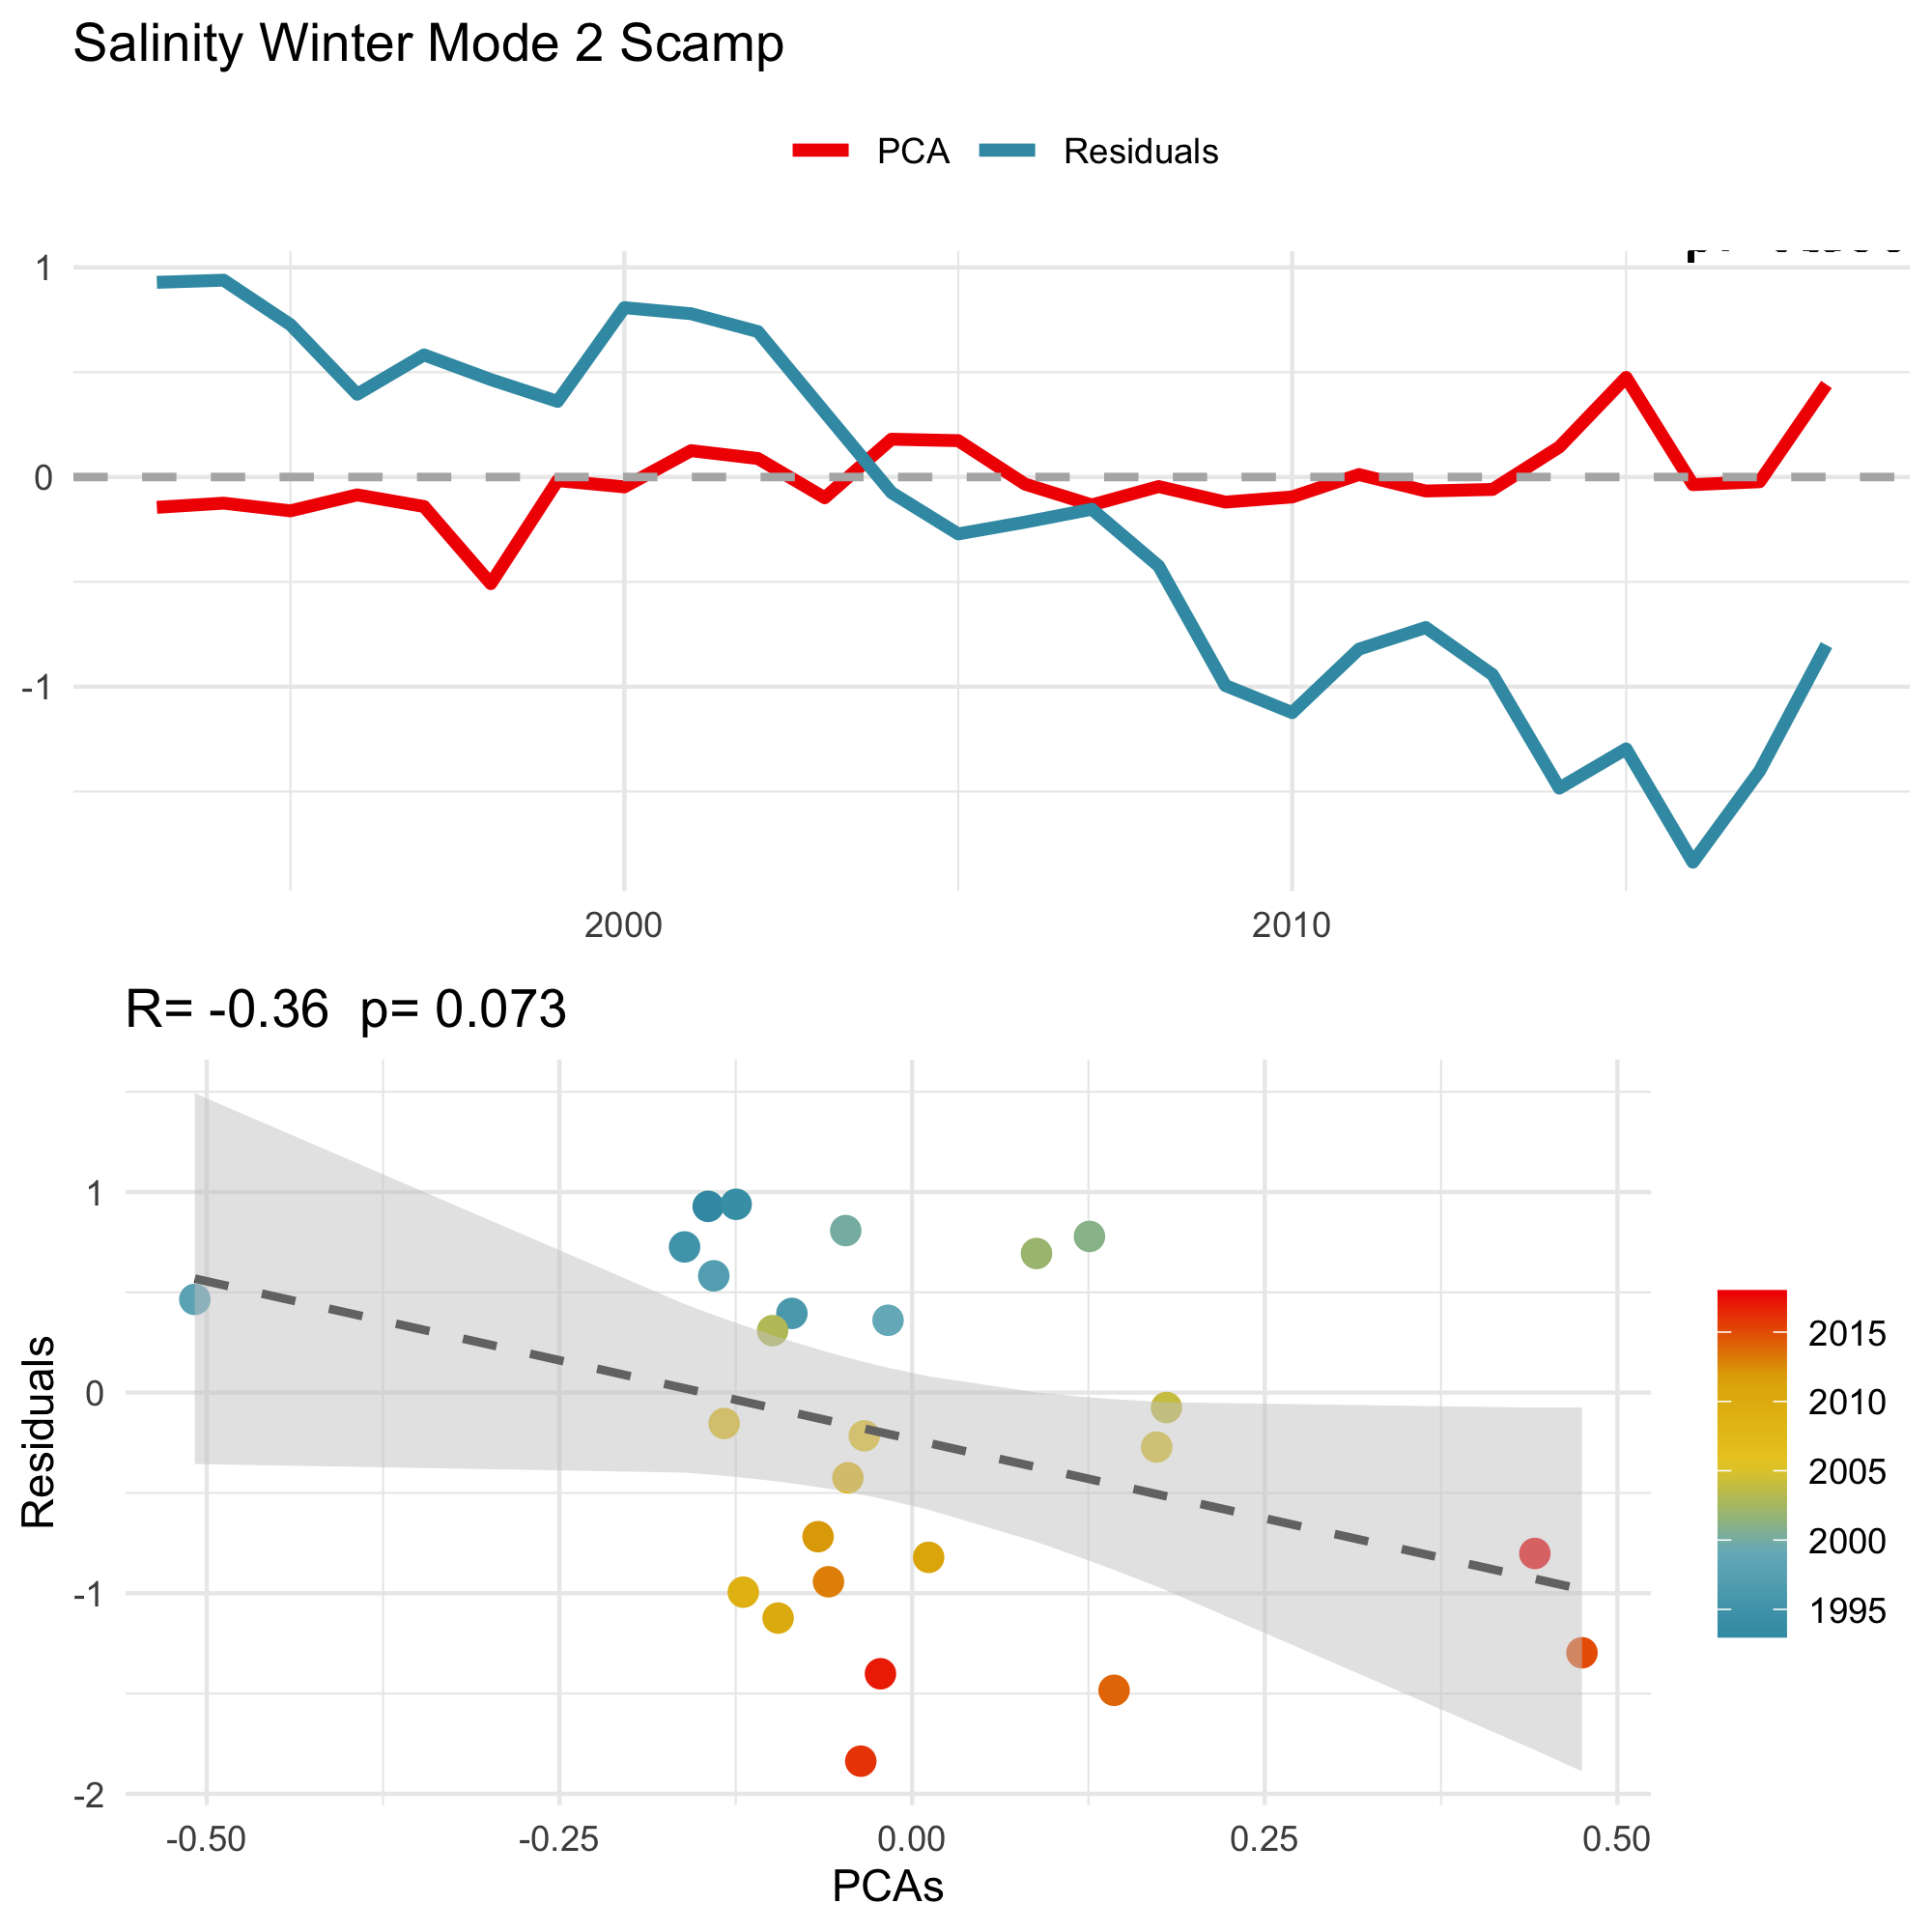 Salinity Winter Mode 2 Scamp
PCA Residuals
1
0
-1
2000 2010
R= -0.36 p= 0.073
Residuals
1
0
-1
-2
-0.50 -0.25 0.00 0.25 0.50
PCAs
2015
2010
2005
2000
1995